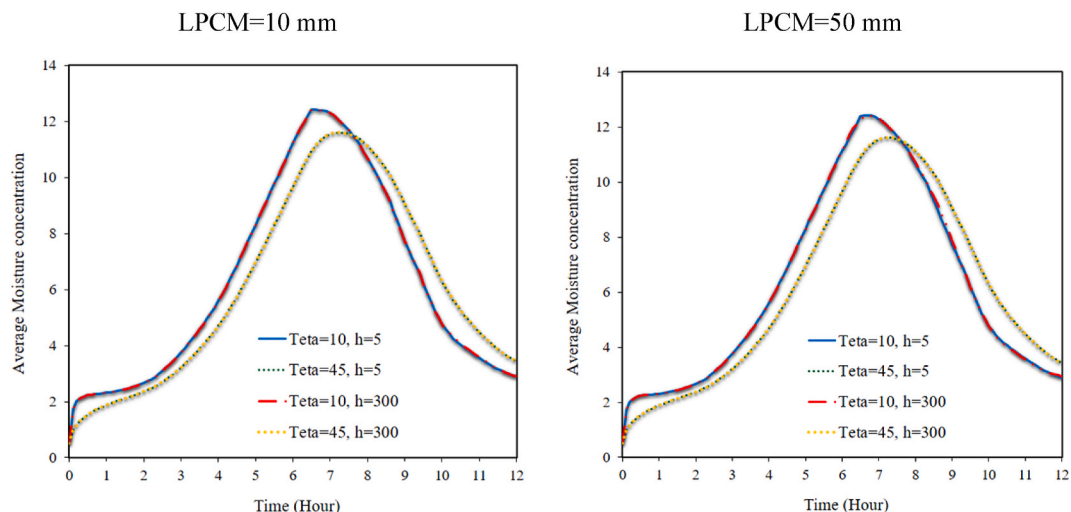 LPCM=10 mm
14
12
10
8
6
4
2
0
Average Moisture concentration
Teta=10, h=5
Teta=45, h=5
Teta=10, h=300
Teta=45, h=300
0 1 2 3 4 5 6 7 8 9 10 11 12
Time (Hour)
LPCM=50 mm
14
12
10
8
6
4
2
0
Average Moisture concentration
Teta=10, h=5
Teta=45, h=5
Teta=10, h=300
Teta=45, h=300
0 1 2 3 4 5 6 7 8 9 10 11 12
Time (Hour)